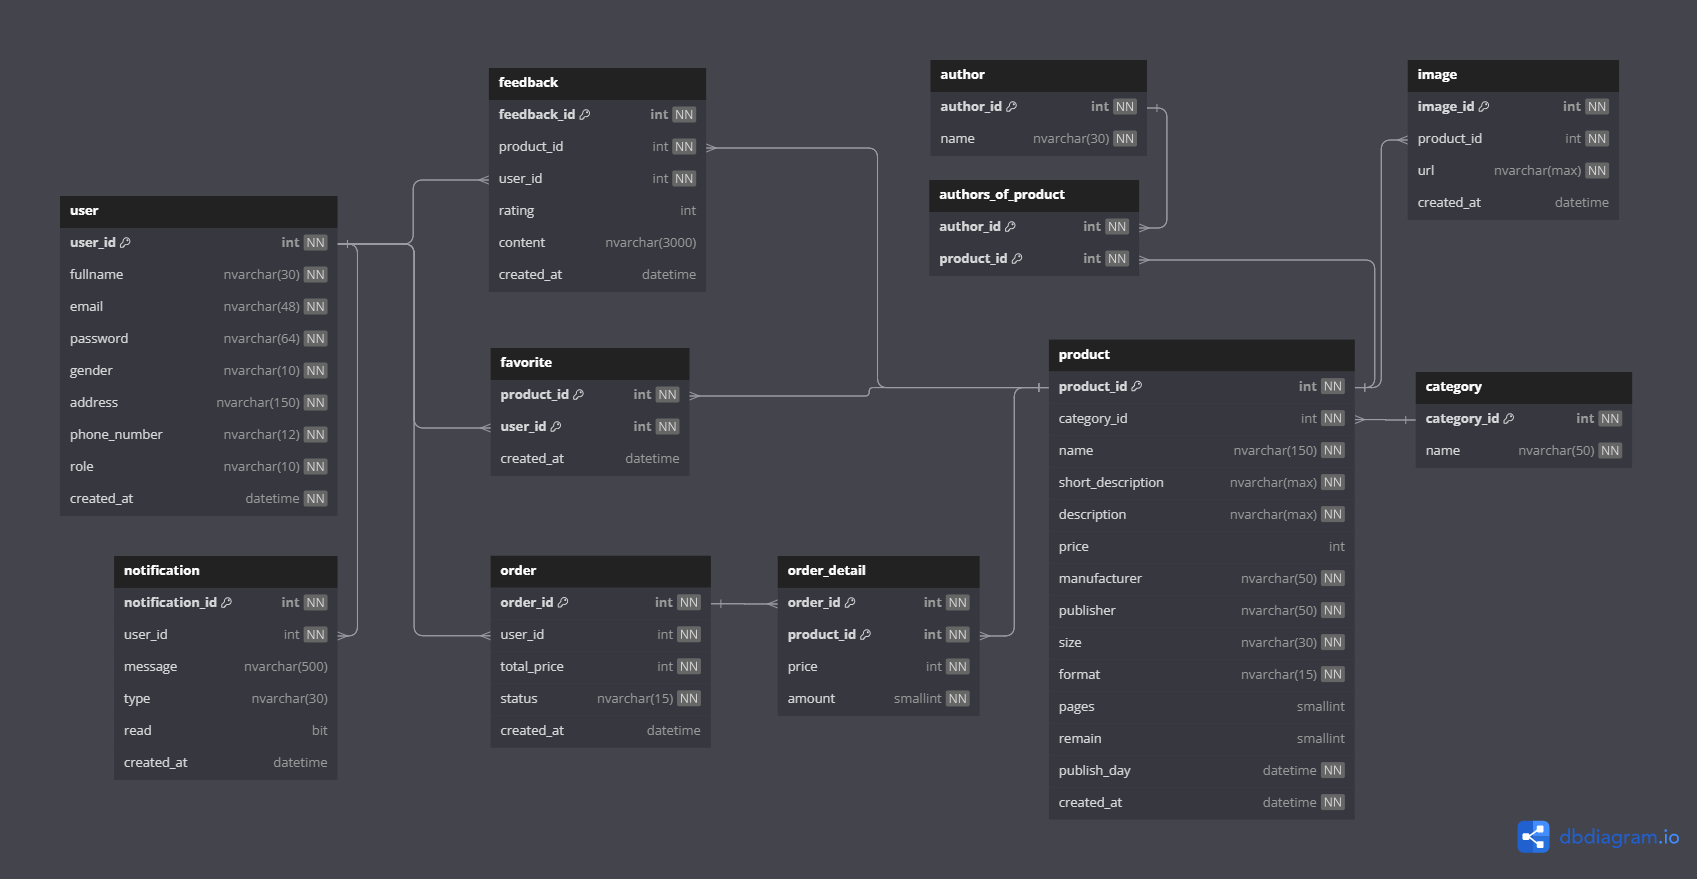 user
user_id int NN
fullname nvarchar(30) NN
email nvarchar(48) NN
password nvarchar(64) NN
gender nvarchar(10) NN
address nvarchar(150) NN
phone_number nvarchar(12) NN
role nvarchar(10) NN
created_at datetime NN
notification
notification_id int NN
user_id int NN
message nvarchar(500)
type nvarchar(30)
read bit
created_at datetime
feedback
feedback_id int NN
product_id int NN
user_id int NN
rating int
content nvarchar(3000)
created_at datetime
favorite
product_id int NN
user_id int NN
created_at datetime
order
order_id int NN
user_id int NN
total_price int NN
status nvarchar(15) NN
created_at datetime
order_detail
order_id int NN
product_id int NN
price int NN
amount smallint NN
author
author_id int NN
name nvarchar(30) NN
authors_of_product
author_id int NN
product_id int NN
product
product_id int NN
category_id int NN
name nvarchar(150) NN
short_description nvarchar(max) NN
description nvarchar(max) NN
price int
manufacturer nvarchar(50) NN
publisher nvarchar(50) NN
size nvarchar(30) NN
format nvarchar(15) NN
pages smallint
remain smallint
publish_day datetime NN
created_at datetime NN
image
image_id int NN
product_id int NN
url nvarchar(max) NN
created_at datetime
category
category_id int NN
name nvarchar(50) NN
dbdiagram.io